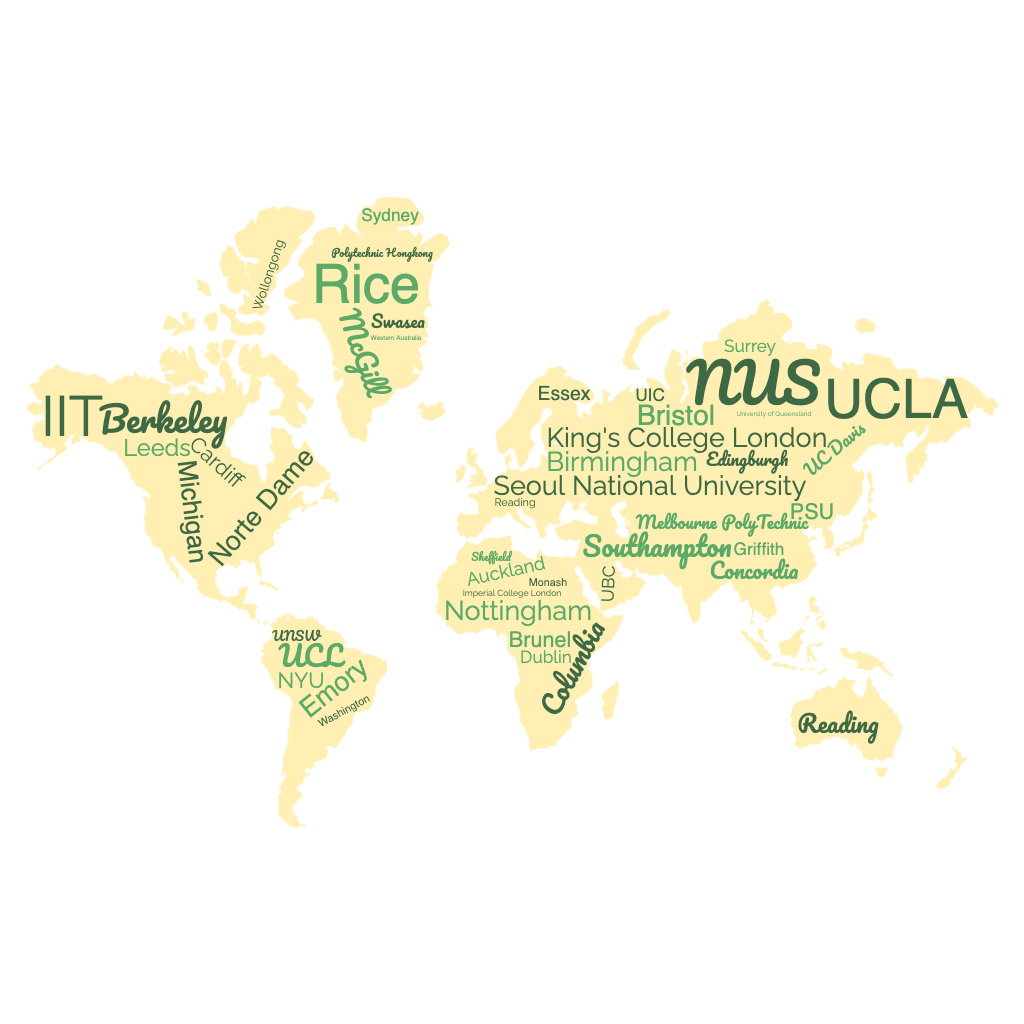 Sydney
Wollongong
Polytechnic Hongkong
Rice
McGill
Swasea
Western Australia
Surrey
NUS
UCLA
University of Queensland
Essex
UIC
Bristol
IIT
Berkeley
Leeds
Cardiff
King's College London
UC Davis
Birmingham
Edingburgh
Michigan
Norte Dame
Seoul National University
Reading
PSU
Melbourne PolyTechnic
Southampton
Griffith
Sheffield
Auckland
Concordia
Monash
UBC
Imperial College London
Nottingham
UNSW
Brunel
Columbia
UCL
Dublin
NYU
Emory
Washington
Reading